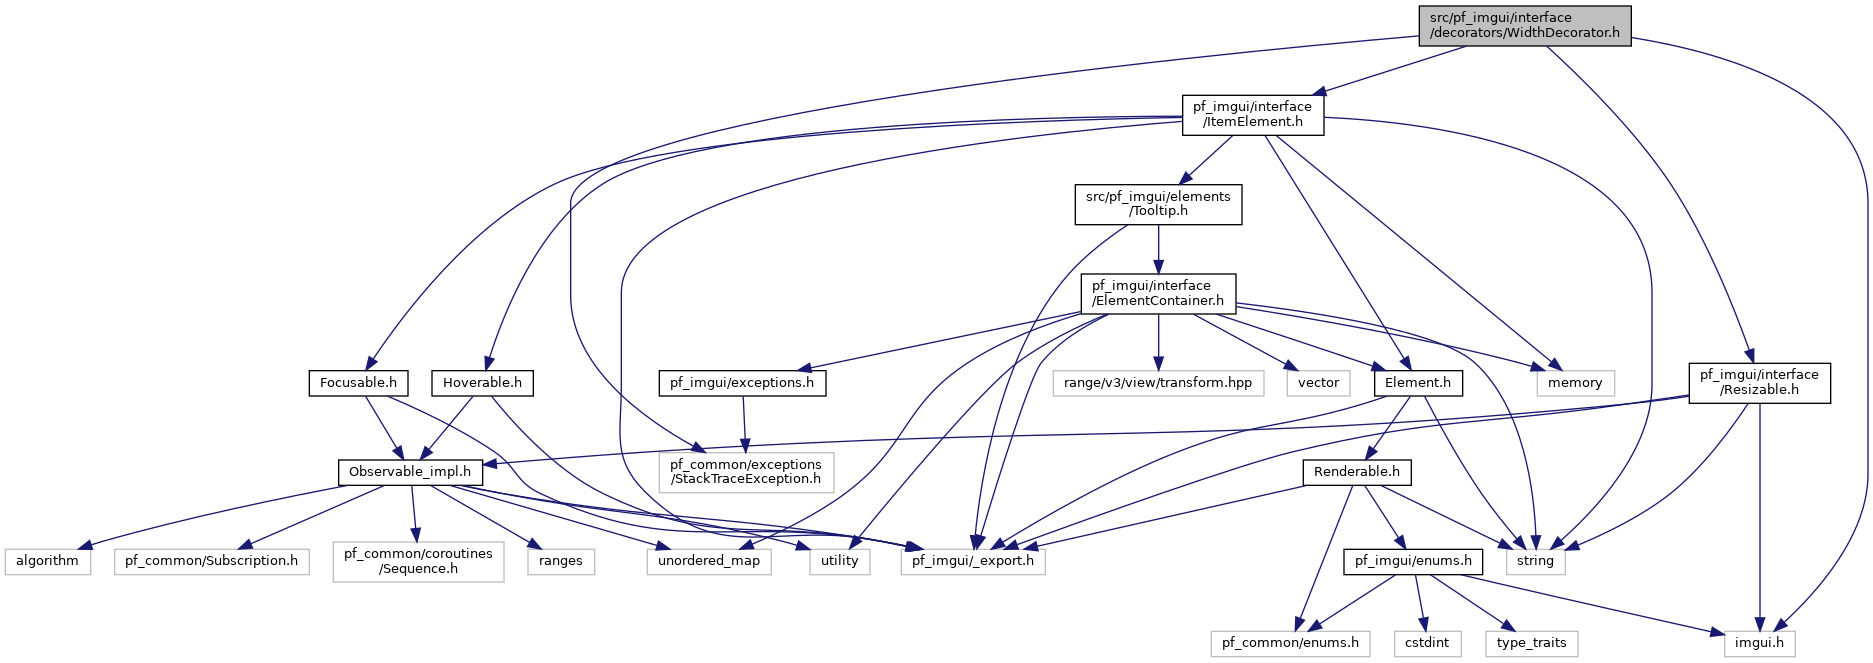 src/pf_imgui/interface
/decorators/WidthDecorator.h
pf_imgui/interface
/ItemElement.h
src/pf_imgui/elements
/Tooltip.h
pf_imgui/interface
/ElementContainer.h
Focusable.h
Hoverable.h
pf_imgui/exceptions.h
range/v3/view/transform.hpp
vector
Element.h
memory
pf_imgui/interface
/Resizable.h
Observable_impl.h
pf_common/exceptions
/StackTraceException.h
Renderable.h
algorithm
pf_common/Subscription.h
pf_common/coroutines
/Sequence.h
ranges
unordered_map
utility
pf_imgui/_export.h
pf_imgui/enums.h
string
pf_common/enums.h
cstdint
type_traits
imgui.h